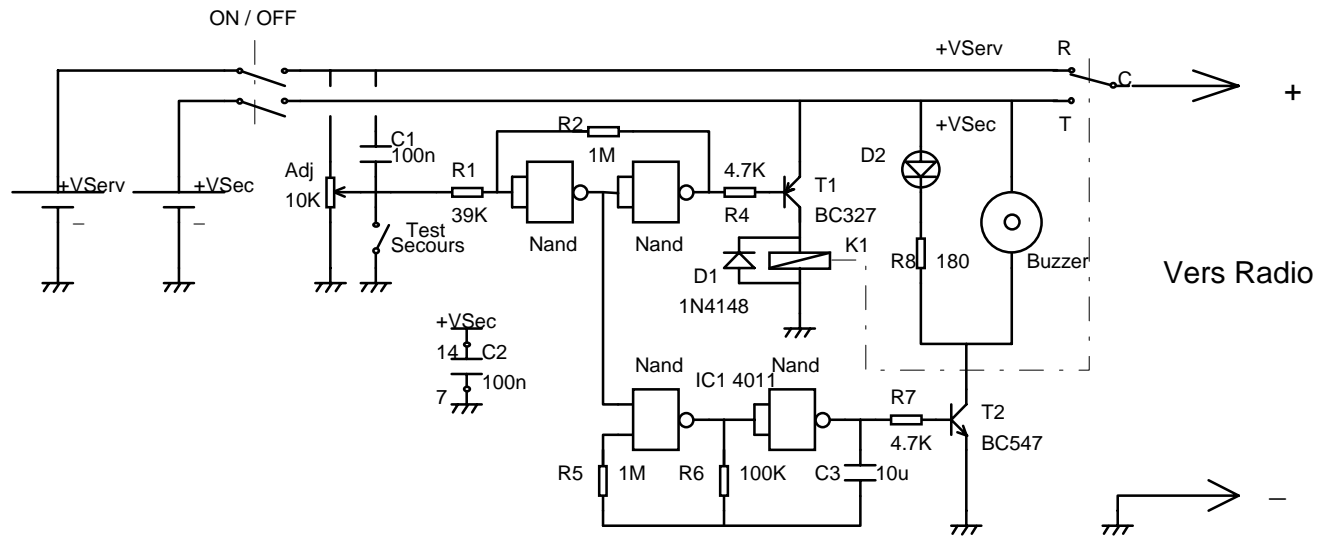 ON / OFF
+VServ
R
C
+
+VSec
T
R2
1M
C1
100n
Adj
10K
R1
39K
4.7K
R4
T1
BC327
D2
+VServ
_
+VSec
_
Test
Secours
Nand
Nand
D1
1N4148
K1
R8
180
Buzzer
Vers Radio
+VSec
14
C2
100n
7
Nand
IC1 4011
Nand
R7
4.7K
T2
BC547
R5
1M
R6
100K
C3
10u
_